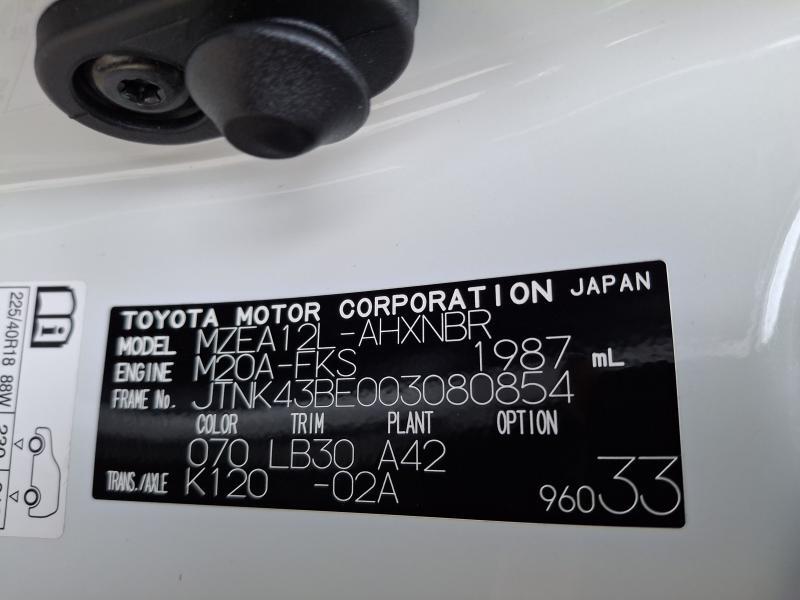 TOYOTA MOTOR CORPORATION JAPAN
MODEL MZEA12L-AHXNBR
ENGINE M20A-FKS 1987 mL
FRAME No. JTNK43BE003080854
COLOR TRIM PLANT OPTION
070 LB30 A42
TRANS./AXLE K120 -02A
96033
225/40R18 88W